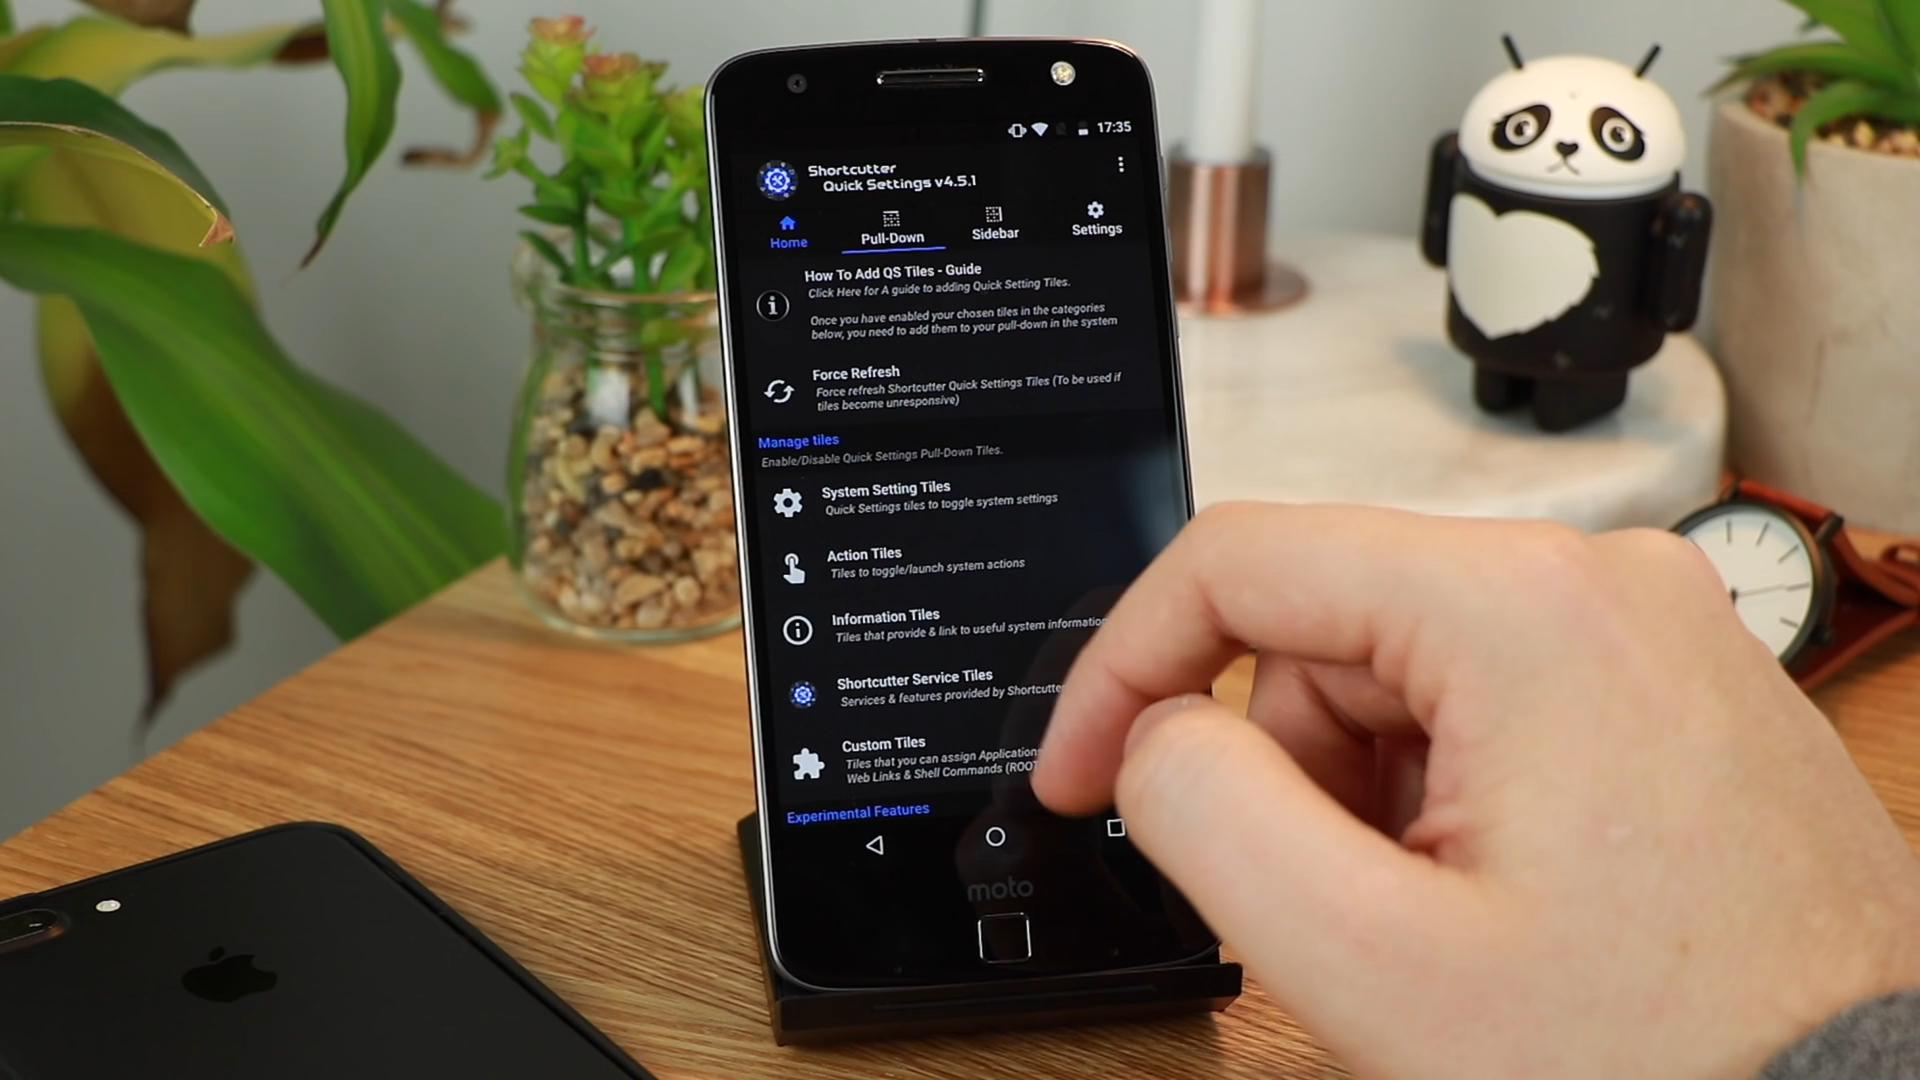 17:35
Shortcutter
Quick Settings v4.5.1
Home
Pull-Down
Sidebar
Settings
How To Add QS Tiles - Guide
Click Here for A guide to adding Quick Setting Tiles.
Once you have enabled your chosen tiles in the categories
below, you need to add them to your pull-down in the system
Force Refresh
Force refresh Shortcutter Quick Settings Tiles (To be used if
tiles become unresponsive)
Manage tiles
Enable/Disable Quick Settings Pull-Down Tiles.
System Setting Tiles
Quick Settings tiles to toggle system settings
Action Tiles
Tiles to toggle/launch system actions
Information Tiles
Tiles that provide & link to useful system information
Shortcutter Service Tiles
Services & features provided by Shortcutter
Custom Tiles
Tiles that you can assign Applications
Web Links & Shell Commands (ROOT
Experimental Features
moto